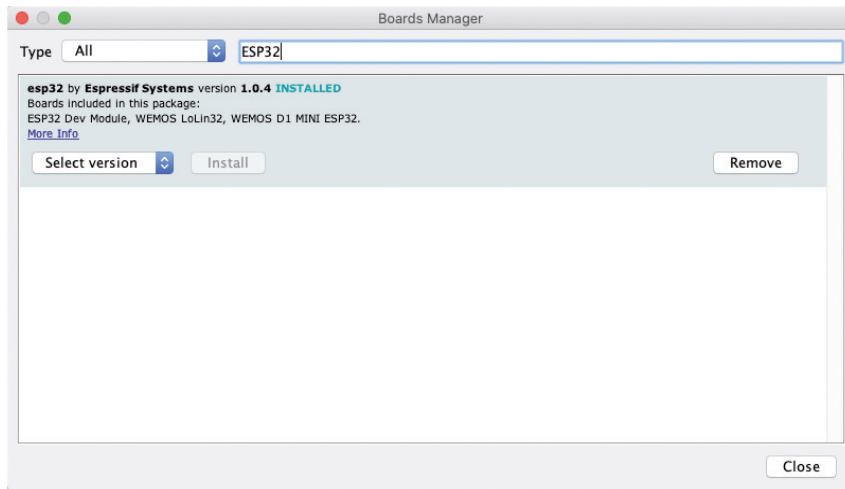 Boards Manager
Type All ESP32
esp32 by Espressif Systems version 1.0.4 INSTALLED
Boards included in this package:
ESP32 Dev Module, WEMOS LoLin32, WEMOS D1 MINI ESP32.
More Info
Select version Install Remove
Close